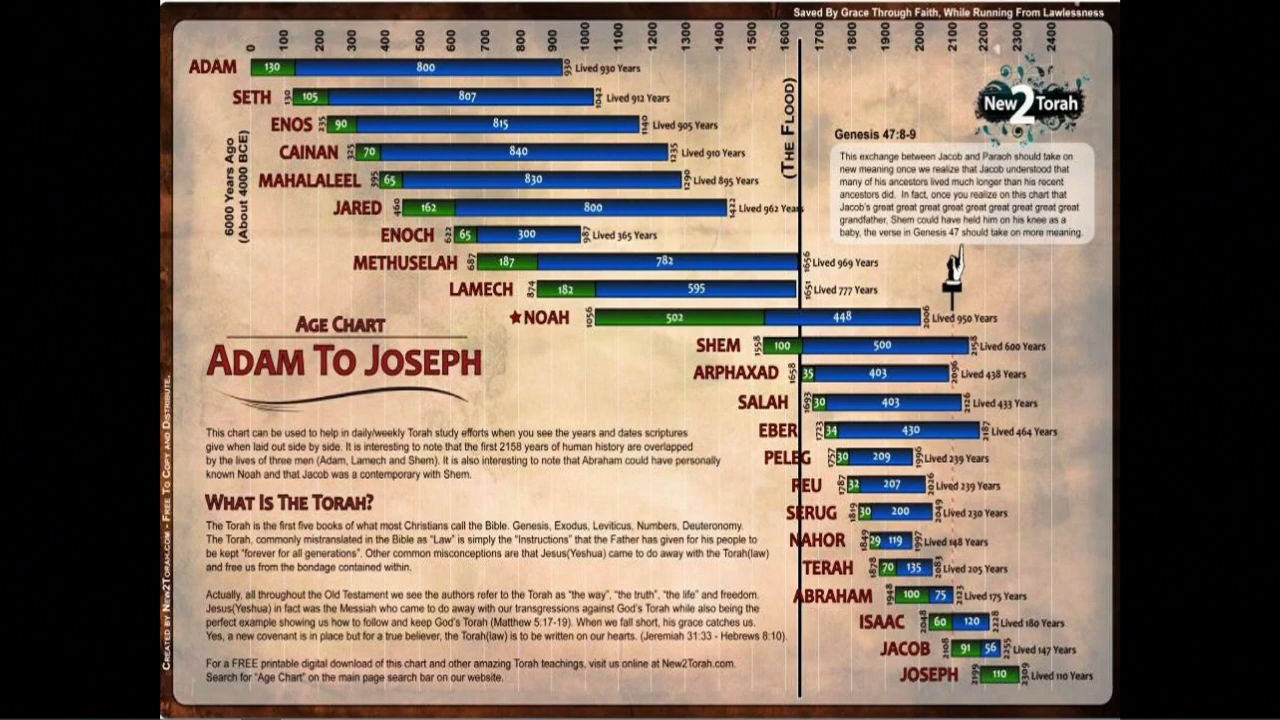 Saved By Grace Through Faith, While Running From Lawlessness
0 100 200 300 400 500 600 700 800 900 1000 1100 1200 1300 1400 1500 1600 1700 1800 1900 2000 2100 2200 2300 2400
ADAM 130 800 930 Lived 930 Years
SETH 130 105 807 1042 Lived 912 Years
ENOS 235 90 815 1140 Lived 905 Years
CAINAN 325 70 840 1235 Lived 910 Years
MAHALALEEL 395 65 830 1290 Lived 895 Years
JARED 460 162 800 1422 Lived 962 Years
ENOCH 622 65 300 987 Lived 365 Years
METHUSELAH 687 187 782 1656 Lived 969 Years
LAMECH 874 182 595 1651 Lived 777 Years
NOAH 1056 502 448 2006 Lived 950 Years
SHEM 1558 100 500 2158 Lived 600 Years
ARPHAXAD 1658 35 403 2096 Lived 438 Years
SALAH 1693 30 403 2126 Lived 433 Years
EBER 1723 34 430 2187 Lived 464 Years
PELEG 1757 30 209 1996 Lived 239 Years
REU 1787 32 207 2026 Lived 239 Years
SERUG 1819 30 200 2049 Lived 230 Years
NAHOR 1849 29 119 1997 Lived 148 Years
TERAH 1878 70 135 2083 Lived 205 Years
ABRAHAM 1948 100 75 2123 Lived 175 Years
ISAAC 2048 60 120 2228 Lived 180 Years
JACOB 2108 91 56 2255 Lived 147 Years
JOSEPH 2199 110 2309 Lived 110 Years
(THE FLOOD)
6000 Years Ago
(About 4000 BCE)
New2Torah
Genesis 47:8-9
This exchange between Jacob and Paraoh should take on
new meaning once we realize that Jacob understood that
many of his ancestors lived much longer than his recent
ancestors did. In fact, once you realize on this chart that
Jacob's great great great great great great great great
grandfather, Shem could have held him on his knee as a
baby, the verse in Genesis 47 should take on more meaning.
AGE CHART
ADAM TO JOSEPH
This chart can be used to help in daily/weekly Torah study efforts when you see the years and dates scriptures
give when laid out side by side. It is interesting to note that the first 2158 years of human history are overlapped
by the lives of three men (Adam, Lamech and Shem). It is also interesting to note that Abraham could have personally
known Noah and that Jacob was a contemporary with Shem.
WHAT IS THE TORAH?
The Torah is the first five books of what most Christians call the Bible. Genesis, Exodus, Leviticus, Numbers, Deuteronomy.
The Torah, commonly mistranslated in the Bible as "Law" is simply the "Instructions" that the Father has given for his people to
be kept "forever for all generations". Other common misconceptions are that Jesus(Yeshua) came to do away with the Torah(law)
and free us from the bondage contained within.
Actually, all throughout the Old Testament we see the authors refer to the Torah as "the way", "the truth", "the life" and freedom.
Jesus(Yeshua) in fact was the Messiah who came to do away with our transgressions against God's Torah while also being the
perfect example showing us how to follow and keep God's Torah (Matthew 5:17-19). When we fall short, his grace catches us.
Yes, a new covenant is in place but for a true believer, the Torah(law) is to be written on our hearts. (Jeremiah 31:33 - Hebrews 8:10).
For a FREE printable digital download of this chart and other amazing Torah teachings, visit us online at New2Torah.com.
Search for "Age Chart" on the main page search bar on our website.
CREATED BY NEW2TORAH.COM - FREE TO COPY AND DISTRIBUTE.